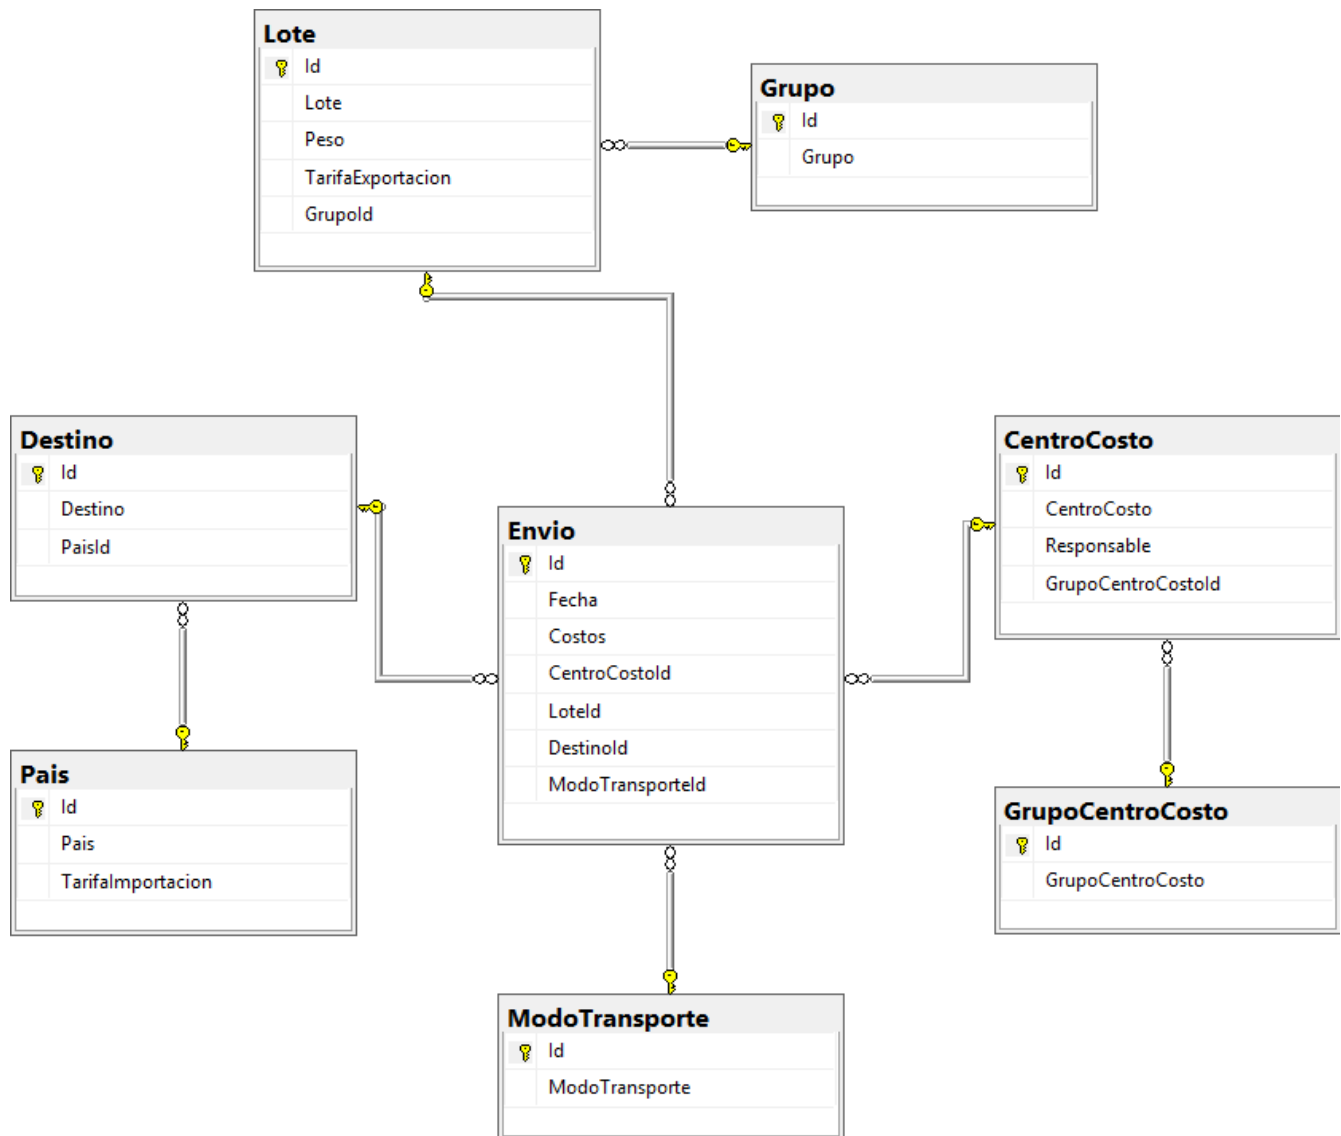 Lote
Id
Lote
Peso
TarifaExportacion
GrupoId
Grupo
Id
Grupo
Destino
Id
Destino
PaisId
Envio
Id
Fecha
Costos
CentroCostoId
LoteId
DestinoId
ModoTransporteId
CentroCosto
Id
CentroCosto
Responsable
GrupoCentroCostoId
Pais
Id
Pais
TarifaImportacion
GrupoCentroCosto
Id
GrupoCentroCosto
ModoTransporte
Id
ModoTransporte